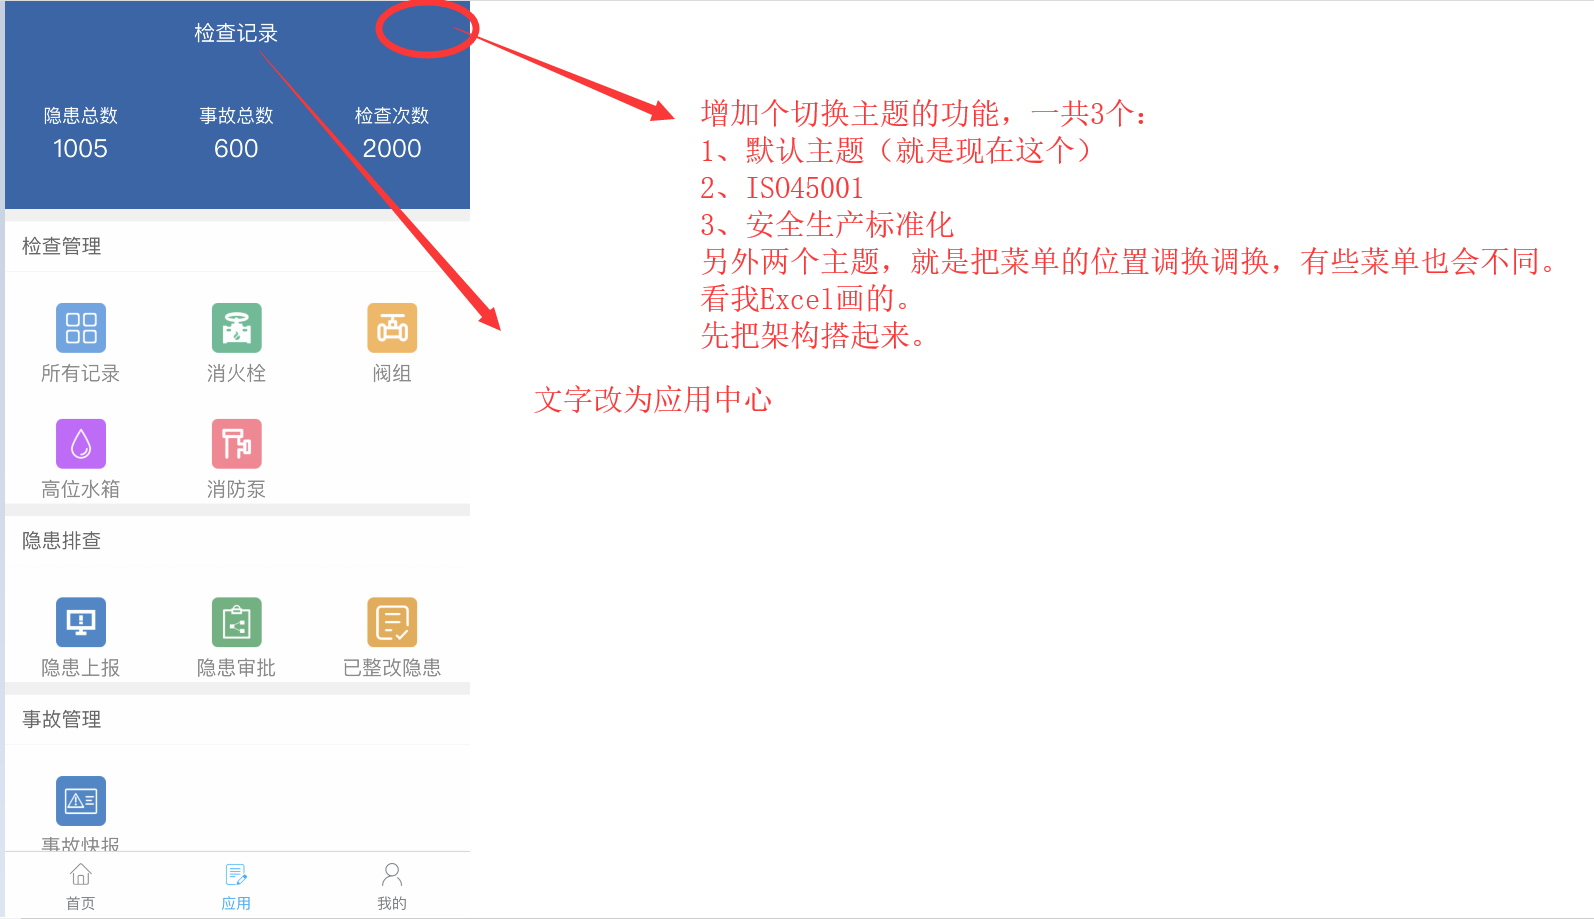 检查记录
隐患总数 事故总数 检查次数
1005 600 2000
增加个切换主题的功能，一共3个：
1、默认主题（就是现在这个）
2、ISO45001
3、安全生产标准化
另外两个主题，就是把菜单的位置调换调换，有些菜单也会不同。
看我Excel画的。
先把架构搭起来。
文字改为应用中心
检查管理
所有记录 消火栓 阀组
高位水箱 消防泵
隐患排查
隐患上报 隐患审批 已整改隐患
事故管理
事故快报
首页 应用 我的